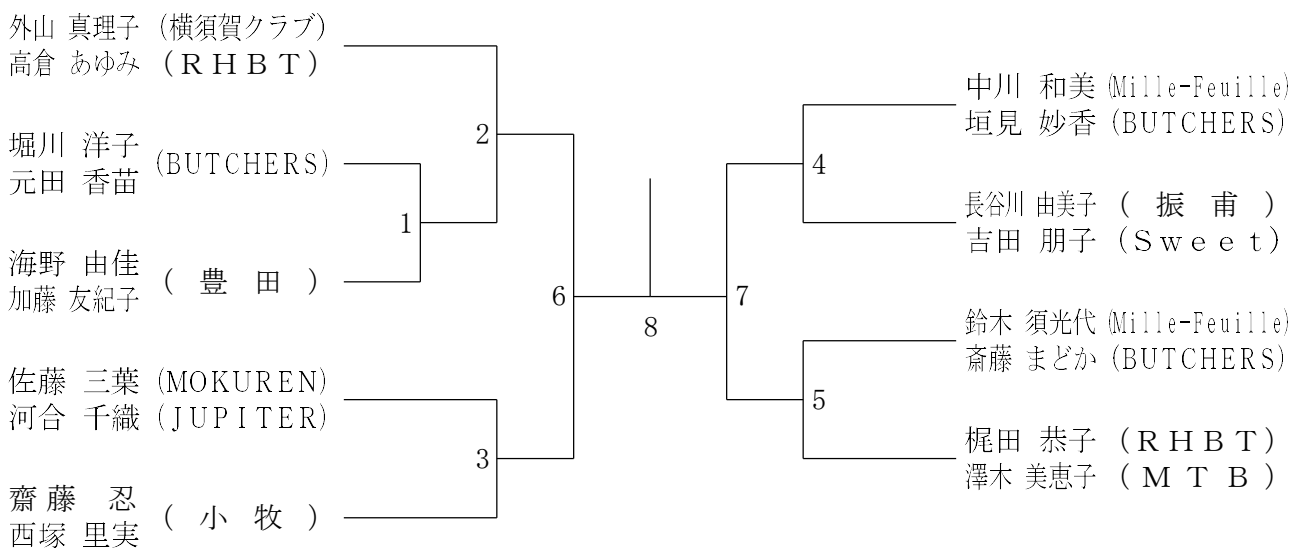 外山 真理子 (横須賀クラブ)
高倉 あゆみ (RHBT)
堀川 洋子
元田 香苗
(BUTCHERS)
海野 由佳
加藤 友紀子
(豊田)
佐藤 三葉 (MOKUREN)
河合 千織 (JUPITER)
齋藤 忍
西塚 里実
(小牧)
2
1
3
6
8
7
4
5
中川 和美 (Mille-Feuille)
垣見 妙香 (BUTCHERS)
長谷川 由美子 (振甫)
吉田 朋子 (Sweet)
鈴木 須光代 (Mille-Feuille)
斎藤 まどか (BUTCHERS)
梶田 恭子 (RHBT)
澤木 美恵子 (MTB)